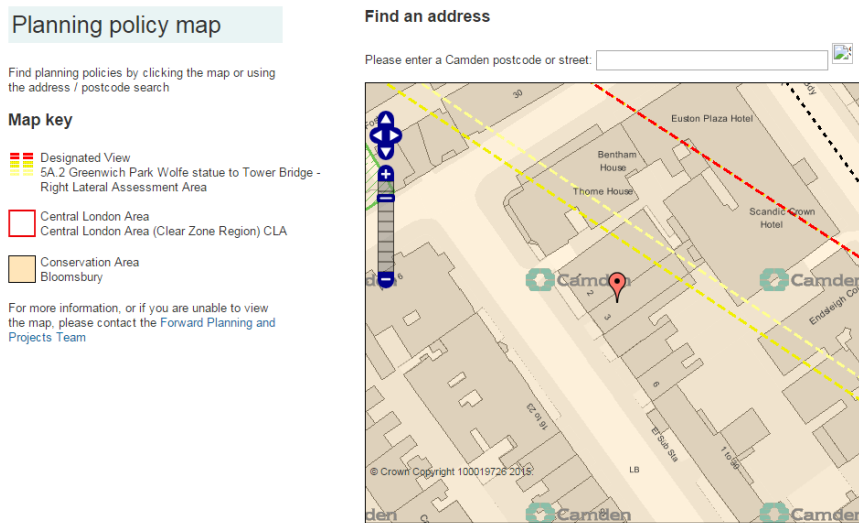 Planning policy map
Find planning policies by clicking the map or using
the address / postcode search
Map key
Designated View
5A.2 Greenwich Park Wolfe statue to Tower Bridge -
Right Lateral Assessment Area
Central London Area
Central London Area (Clear Zone Region) CLA
Conservation Area
Bloomsbury
For more information, or if you are unable to view
the map, please contact the Forward Planning and
Projects Team
Find an address
Please enter a Camden postcode or street:
30
Euston Plaza Hotel
Bentham
House
Thorne House
Scandic Crown
Hotel
Camden
Camden
2
3
6
6
16 to 23
El Sub Sta
LB
© Crown Copyright 100019726 2015.
Camden
Camden